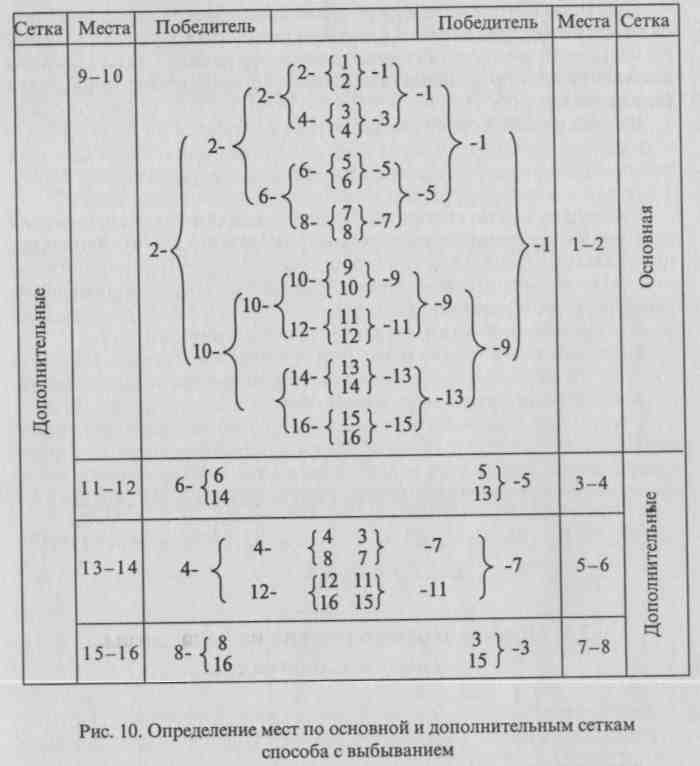 Сетка Места Победитель Победитель Места Сетка
9–10
2- { 1 } -1
2- { 2
4- { 3 } -3
4
2- -1
2- -1
6- { 5 } -5
6
6- -5
8- { 7 } -7
8
2- -1 1–2
10- { 9 } -9
10
10- -9
12- { 11 } -11
12
10- -9
14- { 13 } -13
14
-13
16- { 15 } -15
16
Дополнительные
Основная
11–12 6- { 6 5 } -5 3–4
14 13
13–14 4- { 4- { 4 3 -7 } -7 5–6
8 7
12- { 12 11 -11
16 15
15–16 8- { 8 3 } -3 7–8
16 15
Дополнительные
Рис. 10. Определение мест по основной и дополнительным сеткам
способа с выбыванием